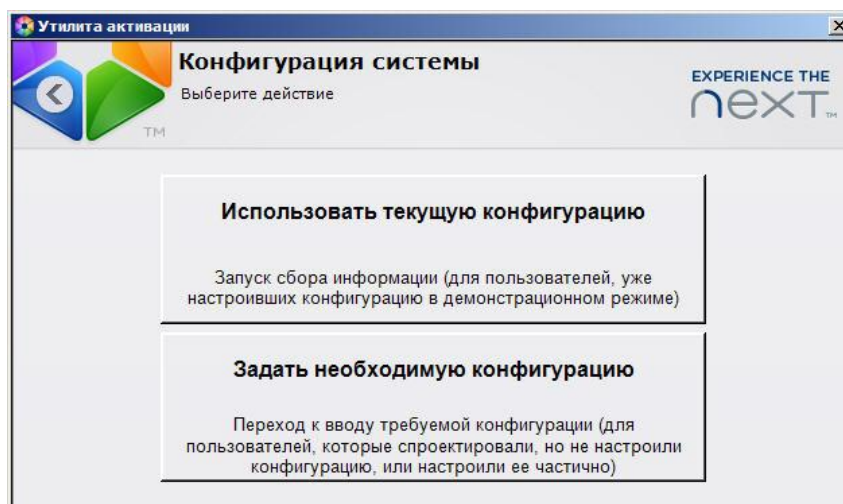 Утилита активации
Конфигурация системы
Выберите действие
EXPERIENCE THE
next™
TM
Использовать текущую конфигурацию
Запуск сбора информации (для пользователей, уже
настроивших конфигурацию в демонстрационном режиме)
Задать необходимую конфигурацию
Переход к вводу требуемой конфигурации (для
пользователей, которые спроектировали, но не настроили
конфигурацию, или настроили ее частично)